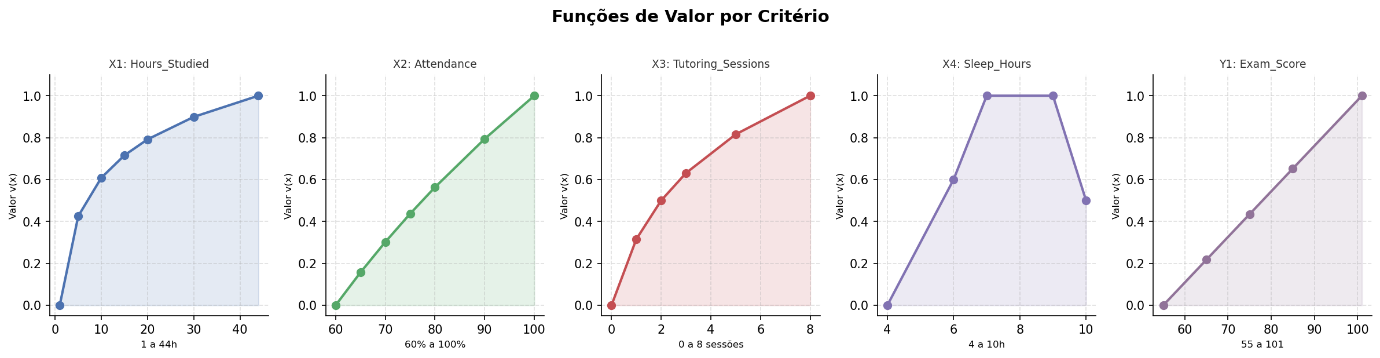 Funções de Valor por Critério
X1: Hours_Studied
Valor v(x)
1.0
0.8
0.6
0.4
0.2
0.0
0 10 20 30 40
1 a 44h
X2: Attendance
Valor v(x)
1.0
0.8
0.6
0.4
0.2
0.0
60 70 80 90 100
60% a 100%
X3: Tutoring_Sessions
Valor v(x)
1.0
0.8
0.6
0.4
0.2
0.0
0 2 4 6 8
0 a 8 sessões
X4: Sleep_Hours
Valor v(x)
1.0
0.8
0.6
0.4
0.2
0.0
4 6 8 10
4 a 10h
Y1: Exam_Score
Valor v(x)
1.0
0.8
0.6
0.4
0.2
0.0
60 70 80 90 100
55 a 101